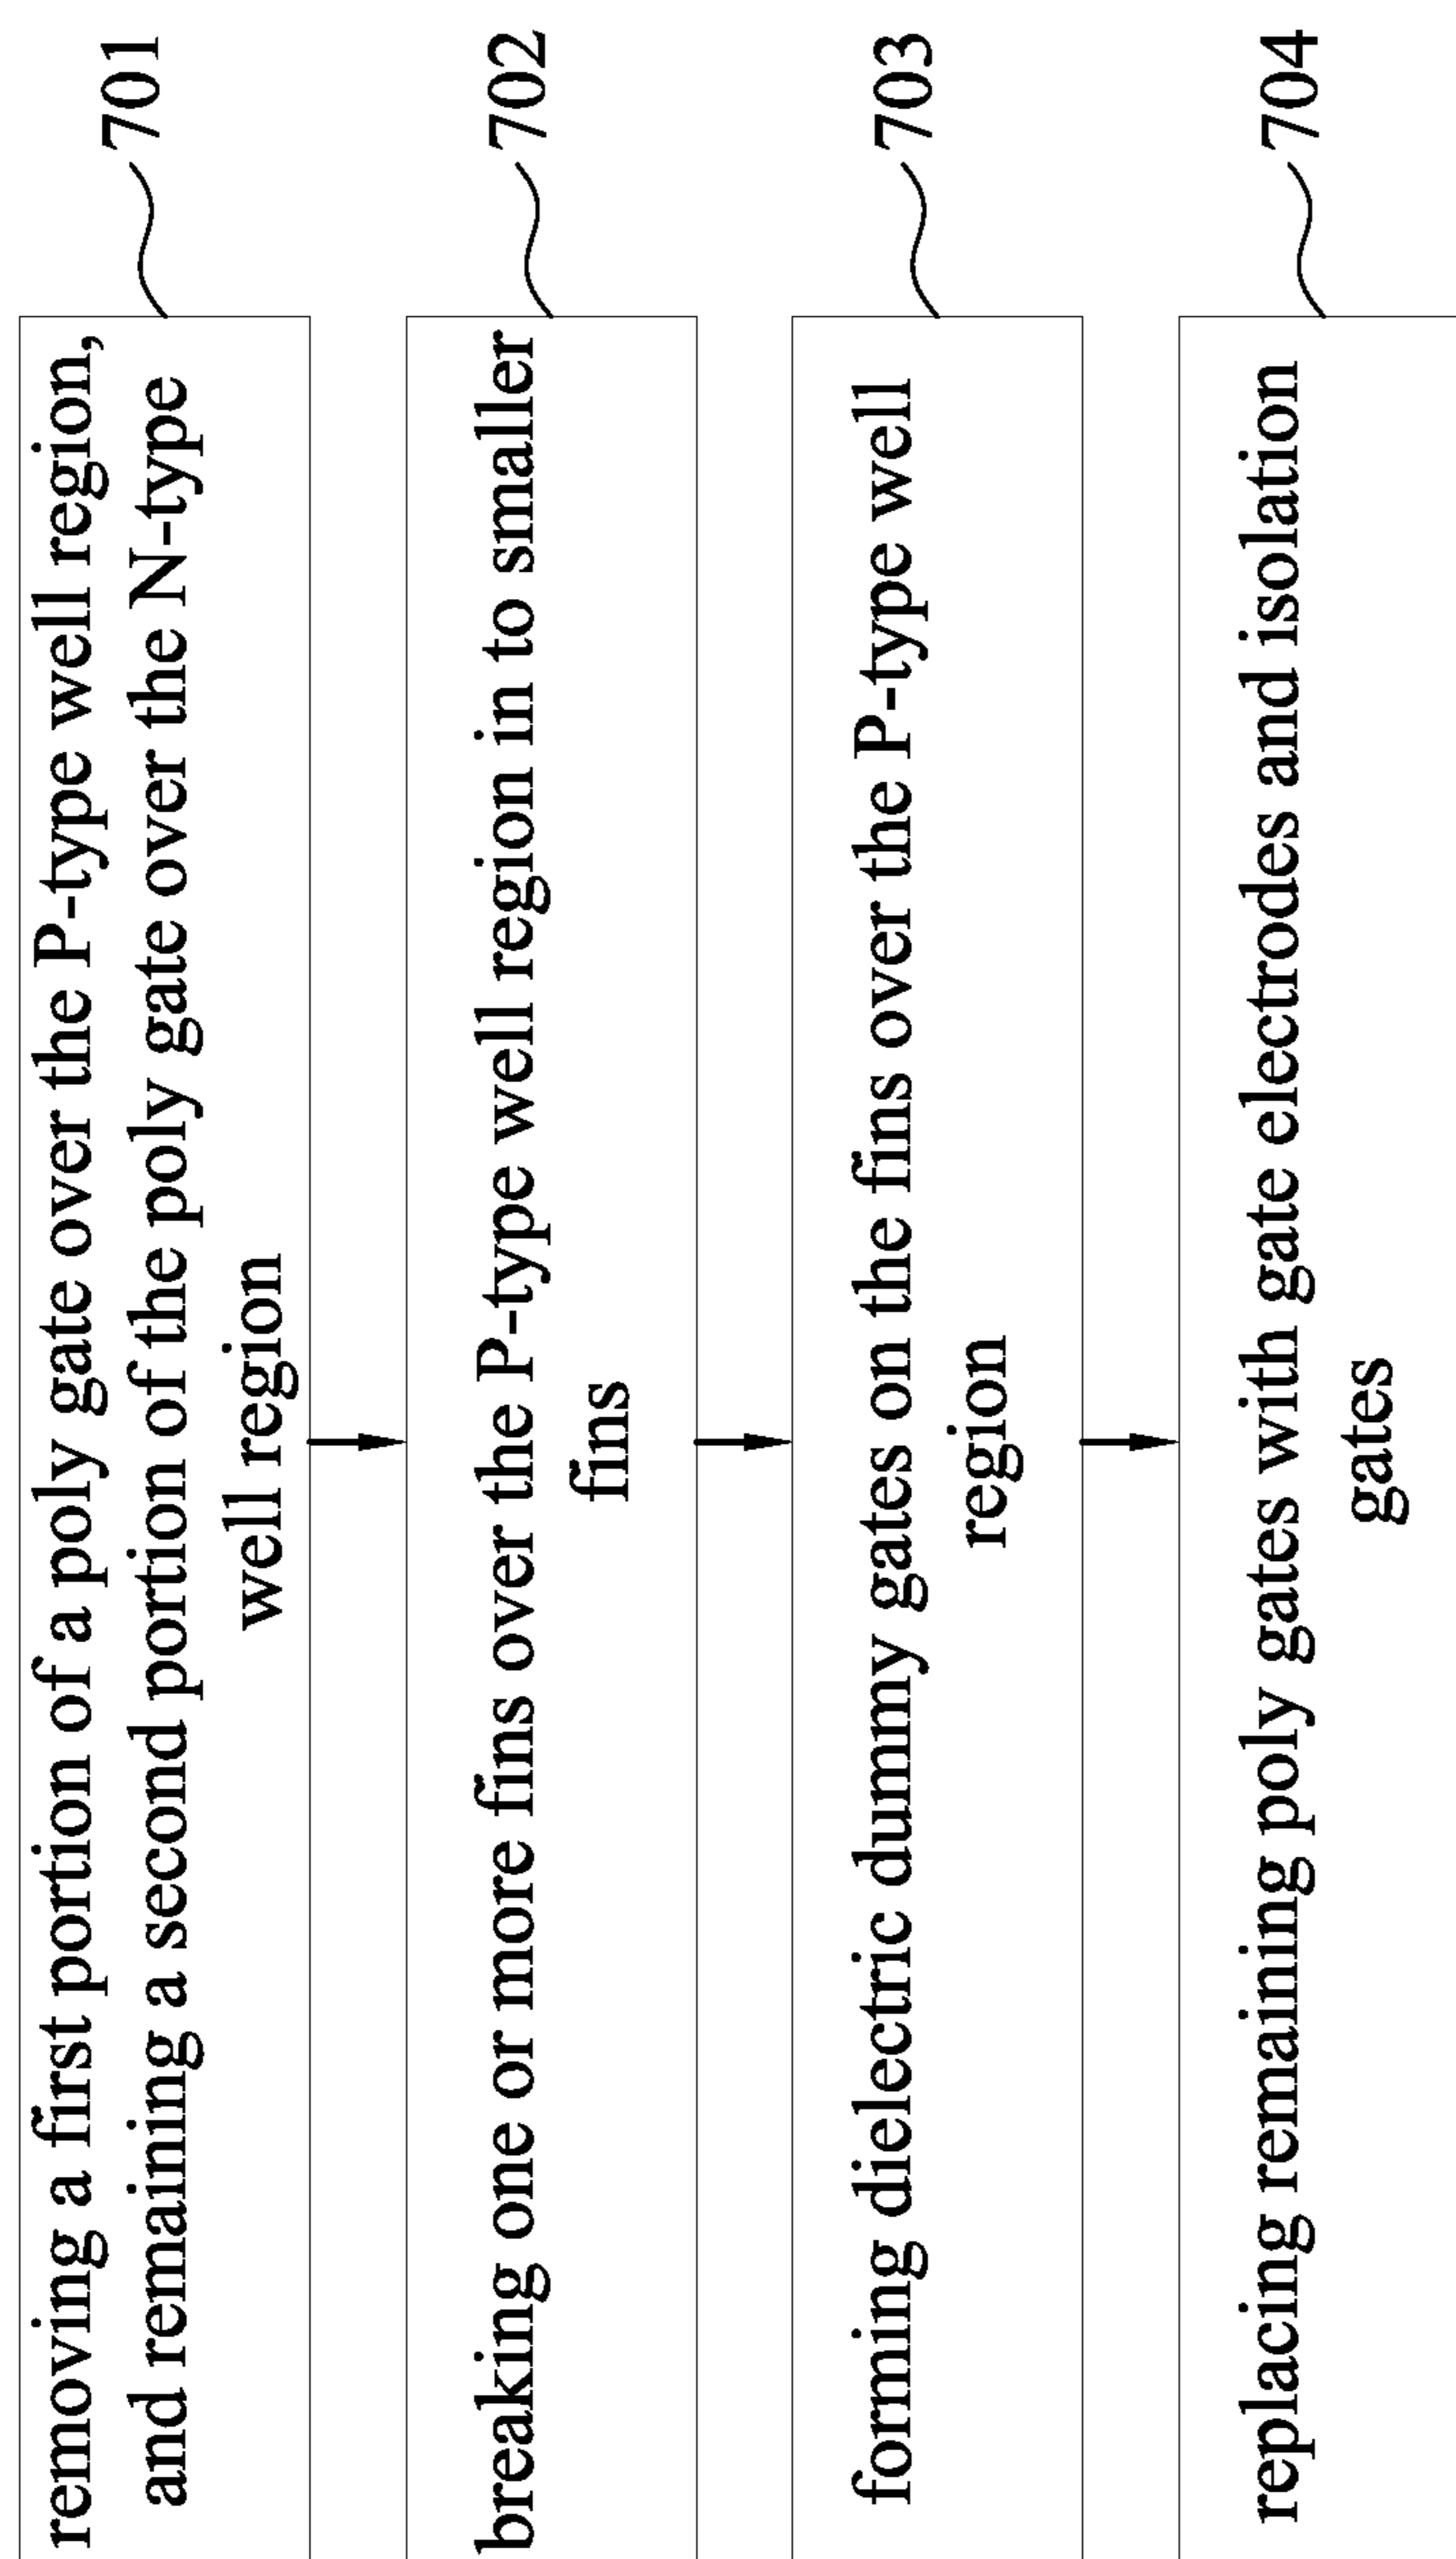 removing a first portion of a poly gate over the P-type well region,
and remaining a second portion of the poly gate over the N-type
well region
701
breaking one or more fins over the P-type well region in to smaller
fins
702
forming dielectric dummy gates on the fins over the P-type well
region
703
replacing remaining poly gates with gate electrodes and isolation
gates
704